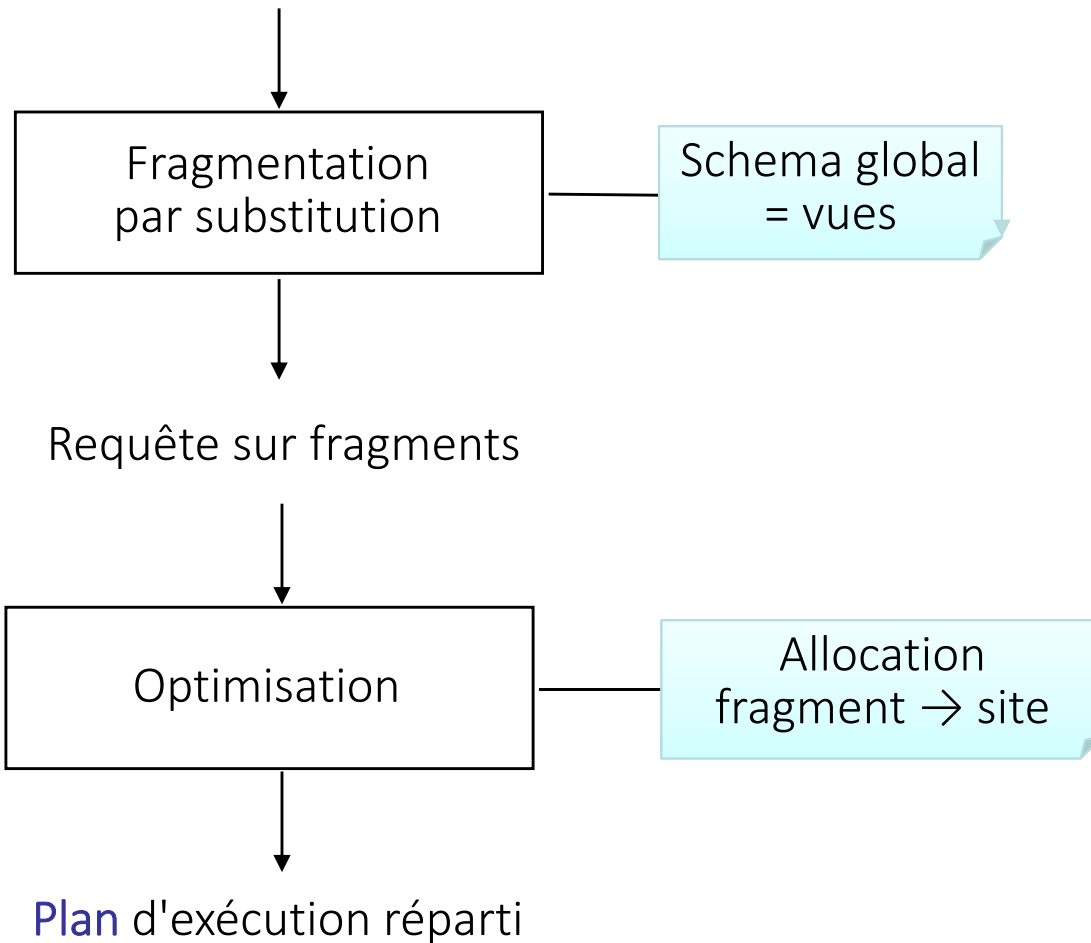 Fragmentation
par substitution
Schema global
= vues
Requête sur fragments
Optimisation
Allocation
fragment → site
Plan d'exécution réparti